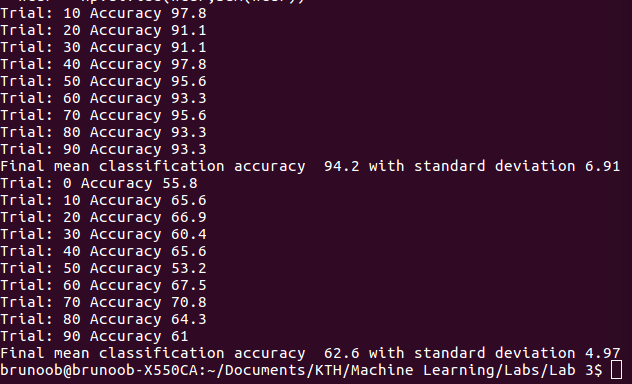 Trial: 10 Accuracy 97.8
Trial: 20 Accuracy 91.1
Trial: 30 Accuracy 91.1
Trial: 40 Accuracy 97.8
Trial: 50 Accuracy 95.6
Trial: 60 Accuracy 93.3
Trial: 70 Accuracy 95.6
Trial: 80 Accuracy 93.3
Trial: 90 Accuracy 93.3
Final mean classification accuracy  94.2 with standard deviation 6.91
Trial: 0 Accuracy 55.8
Trial: 10 Accuracy 65.6
Trial: 20 Accuracy 66.9
Trial: 30 Accuracy 60.4
Trial: 40 Accuracy 65.6
Trial: 50 Accuracy 53.2
Trial: 60 Accuracy 67.5
Trial: 70 Accuracy 70.8
Trial: 80 Accuracy 64.3
Trial: 90 Accuracy 61
Final mean classification accuracy  62.6 with standard deviation 4.97
brunoob@brunoob-X550CA:~/Documents/KTH/Machine Learning/Labs/Lab 3$